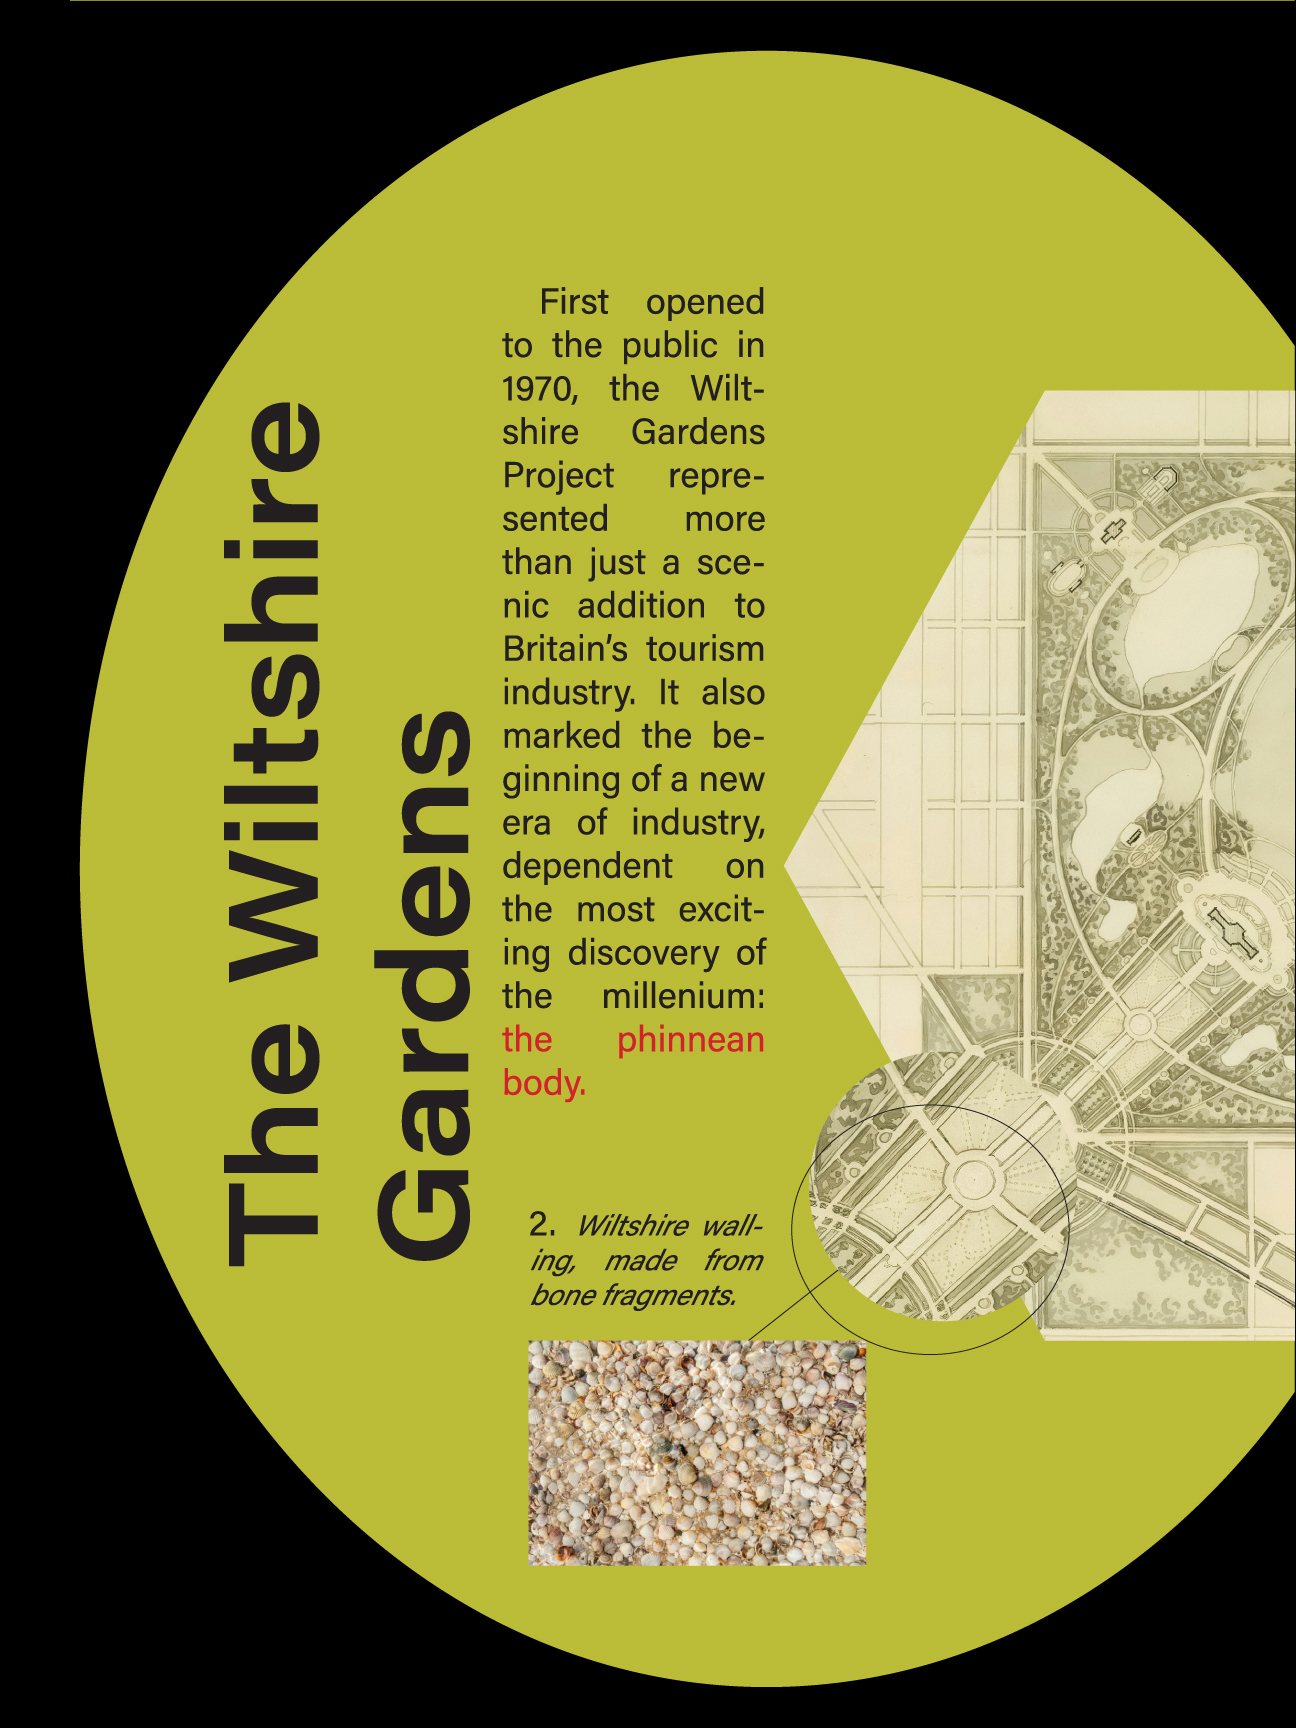 The Wiltshire
Gardens
First opened
to the public in
1970, the Wilt-
shire Gardens
Project repre-
sented more
than just a sce-
nic addition to
Britain’s tourism
industry. It also
marked the be-
ginning of a new
era of industry,
dependent on
the most excit-
ing discovery of
the millenium:
the phinnean
body.
2. Wiltshire wall-
ing, made from
bone fragments.